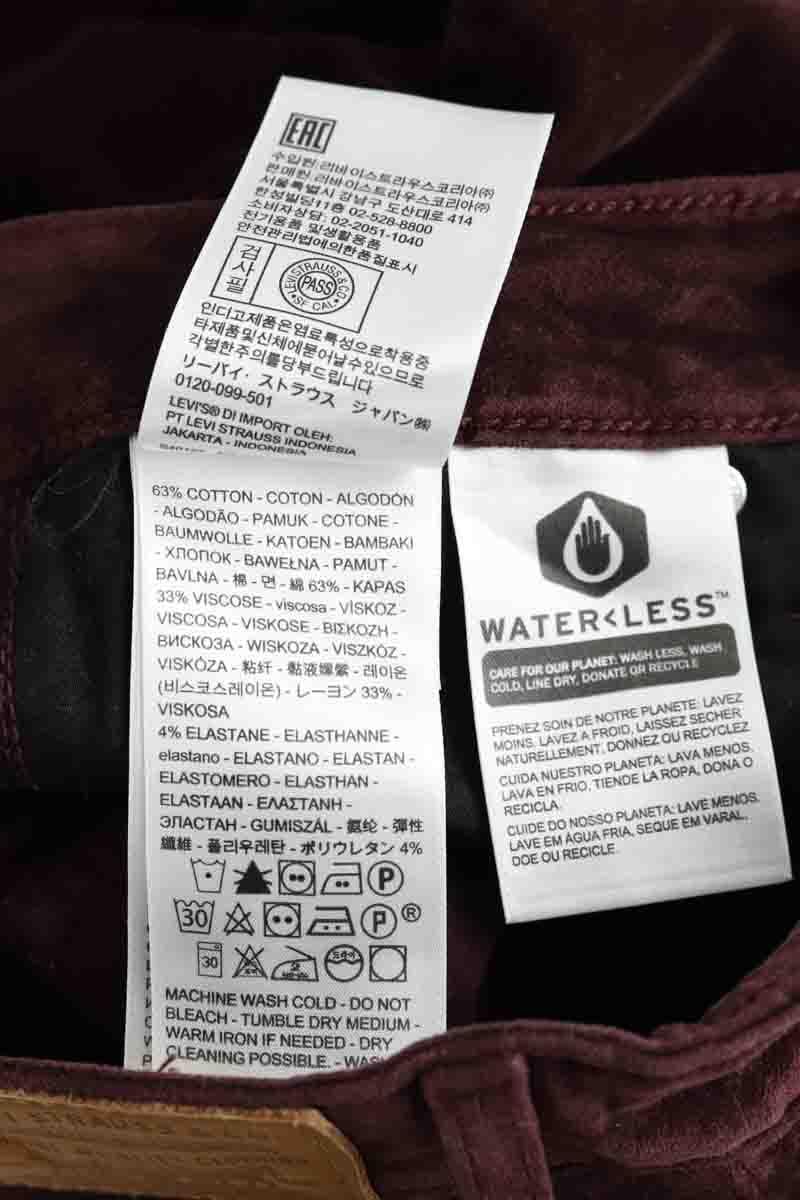 EAC
수입원:리바이스트라우스코리아㈜
판매원:리바이스트라우스코리아㈜
서울특별시 강남구 도산대로 414
한성빌딩11층 02-528-8800
소비자상담: 02-2051-1040
전기용품 및생활용품
안전관리법에의한품질표시
검사필
LEVI STRAUSS & CO
PASS
SF CAL
인디고제품은염료특성으로착용중
타제품및신체에묻어날수있으므로
각별한주의를당부드립니다
リーバイ・ストラウス ジャパン㈱
0120-099-501
LEVI'S® DI IMPORT OLEH:
PT LEVI STRAUSS INDONESIA
JAKARTA - INDONESIA
63% COTTON - COTON - ALGODÓN
- ALGODÃO - PAMUK - COTONE -
BAUMWOLLE - KATOEN - BAMBAKI
- ХЛОПОК - BAWEŁNA - PAMUT -
BAVLNA - 棉 - 면 - 綿 63% - KAPAS
33% VISCOSE - viscosa - VİSKOZ -
VISCOSA - VISKOSE - ΒΙΣΚΟΖΗ -
ВИСКОЗА - WISKOZA - VISZKÓZ -
VISKÓZA - 粘纤 - 黏液嫘縈 - 레이온
(비스코스레이온) - レーヨン 33% -
VISKOSA
4% ELASTANE - ELASTHANNE -
elastano - ELASTANO - ELASTAN -
ELASTOMERO - ELASTHAN -
ELASTAAN - ΕΛΑΣΤΑΝΗ -
ЭЛАСТАН - GUMISZÁL - 氨纶 - 彈性
纖維 - 폴리우레탄 - ポリウレタン 4%
P
30 P ®
30 2 드라이
MACHINE WASH COLD - DO NOT
BLEACH - TUMBLE DRY MEDIUM -
WARM IRON IF NEEDED - DRY
CLEANING POSSIBLE. - WASH
WATER<LESS™
CARE FOR OUR PLANET: WASH LESS, WASH
COLD, LINE DRY, DONATE OR RECYCLE
PRENEZ SOIN DE NOTRE PLANETE: LAVEZ
MOINS, LAVEZ A FROID, LAISSEZ SECHER
NATURELLEMENT, DONNEZ OU RECYCLEZ
CUIDA NUESTRO PLANETA: LAVA MENOS,
LAVA EN FRIO, TIENDE LA ROPA, DONA O
RECICLA.
CUIDE DO NOSSO PLANETA: LAVE MENOS,
LAVE EM ÁGUA FRIA, SEQUE EM VARAL,
DOE OU RECICLE.